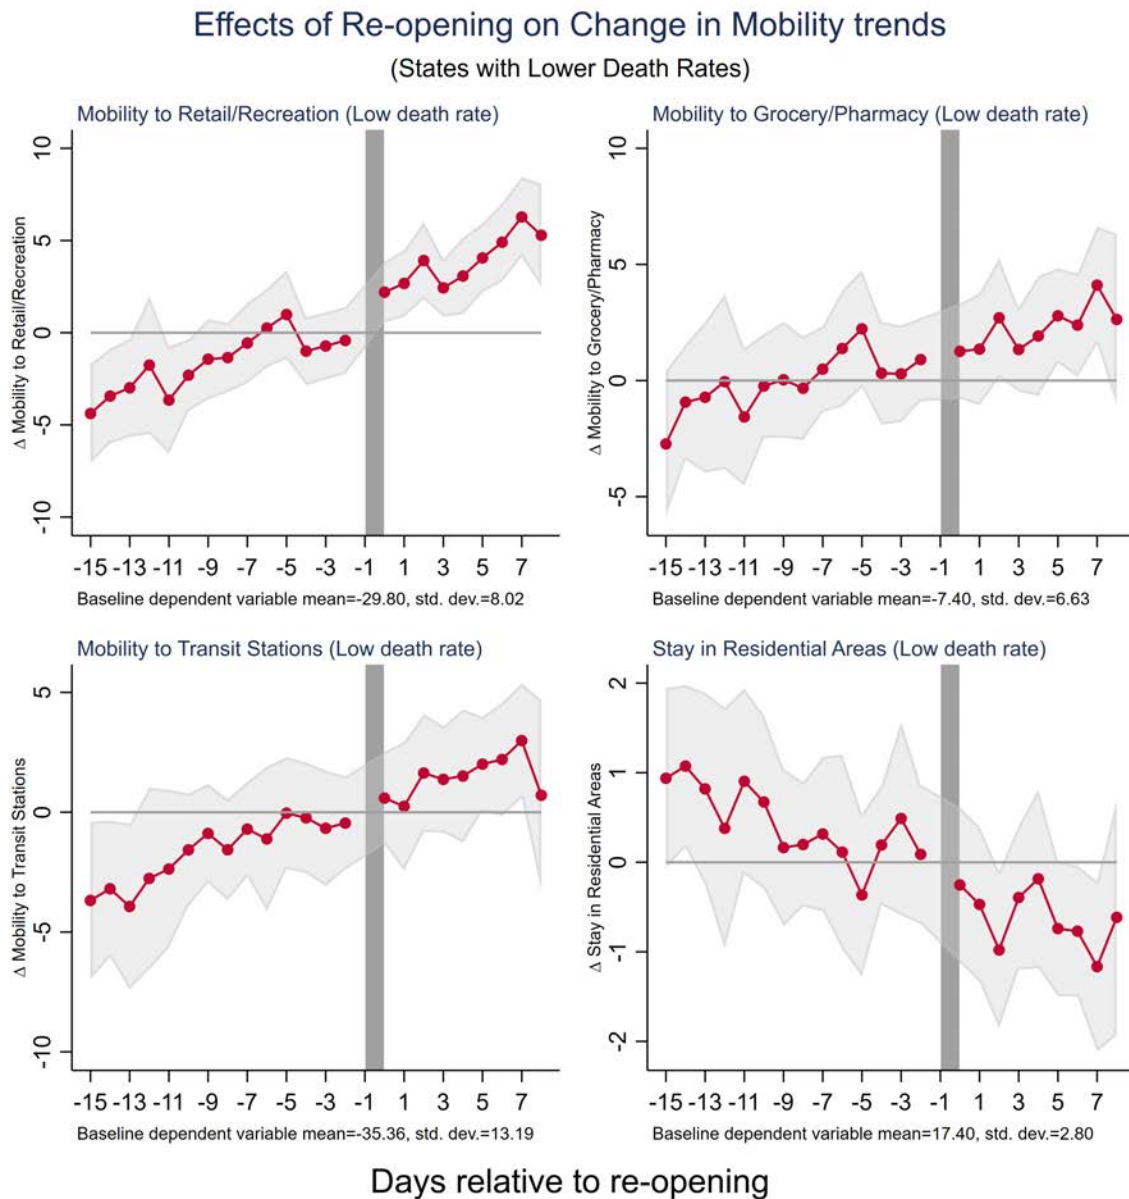 Effects of Re-opening on Change in Mobility trends
(States with Lower Death Rates)
Mobility to Retail/Recreation (Low death rate)
Δ Mobility to Retail/Recreation
10
5
0
-5
-10
-15 -13 -11 -9 -7 -5 -3 -1 1 3 5 7
Baseline dependent variable mean=-29.80, std. dev.=8.02
Mobility to Grocery/Pharmacy (Low death rate)
Δ Mobility to Grocery/Pharmacy
10
5
0
-5
-15 -13 -11 -9 -7 -5 -3 -1 1 3 5 7
Baseline dependent variable mean=-7.40, std. dev.=6.63
Mobility to Transit Stations (Low death rate)
Δ Mobility to Transit Stations
5
0
-5
-10
-15 -13 -11 -9 -7 -5 -3 -1 1 3 5 7
Baseline dependent variable mean=-35.36, std. dev.=13.19
Stay in Residential Areas (Low death rate)
Δ Stay in Residential Areas
2
1
0
-1
-2
-15 -13 -11 -9 -7 -5 -3 -1 1 3 5 7
Baseline dependent variable mean=17.40, std. dev.=2.80
Days relative to re-opening